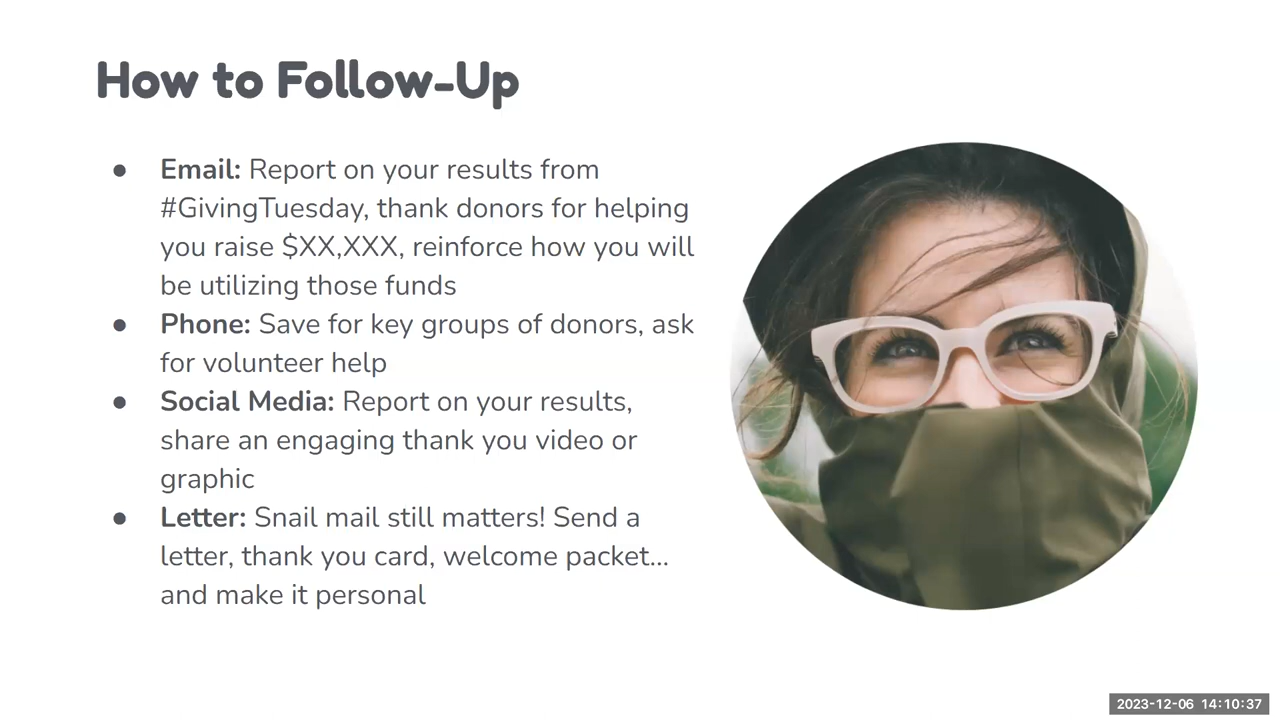 How to Follow-Up
● Email: Report on your results from
#GivingTuesday, thank donors for helping
you raise $XX,XXX, reinforce how you will
be utilizing those funds
● Phone: Save for key groups of donors, ask
for volunteer help
● Social Media: Report on your results,
share an engaging thank you video or
graphic
● Letter: Snail mail still matters! Send a
letter, thank you card, welcome packet...
and make it personal
2023-12-06 14:10:37